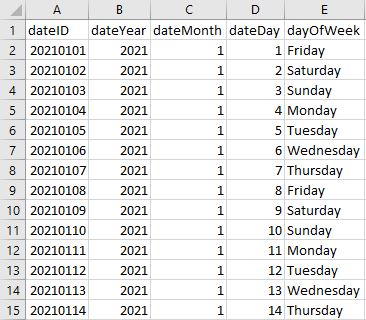 A B C D E
1 dateID dateYear dateMonth dateDay dayOfWeek
2 20210101 2021 1 1 Friday
3 20210102 2021 1 2 Saturday
4 20210103 2021 1 3 Sunday
5 20210104 2021 1 4 Monday
6 20210105 2021 1 5 Tuesday
7 20210106 2021 1 6 Wednesday
8 20210107 2021 1 7 Thursday
9 20210108 2021 1 8 Friday
10 20210109 2021 1 9 Saturday
11 20210110 2021 1 10 Sunday
12 20210111 2021 1 11 Monday
13 20210112 2021 1 12 Tuesday
14 20210113 2021 1 13 Wednesday
15 20210114 2021 1 14 Thursday